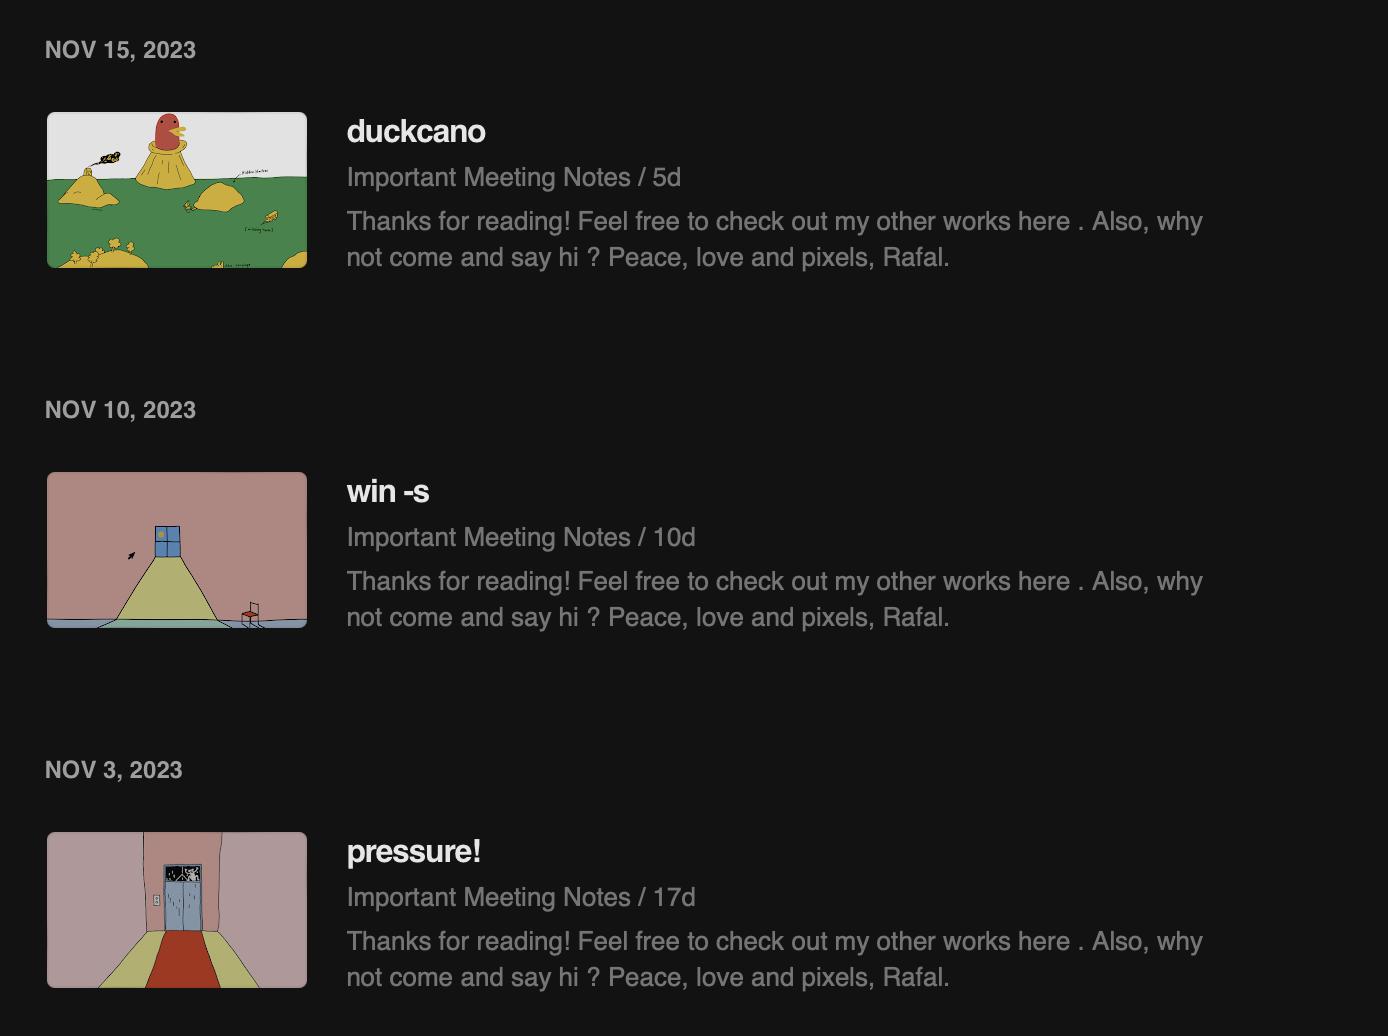 NOV 15, 2023
duckcano
Important Meeting Notes / 5d
Thanks for reading! Feel free to check out my other works here . Also, why
not come and say hi ? Peace, love and pixels, Rafal.
NOV 10, 2023
win -s
Important Meeting Notes / 10d
Thanks for reading! Feel free to check out my other works here . Also, why
not come and say hi ? Peace, love and pixels, Rafal.
NOV 3, 2023
pressure!
Important Meeting Notes / 17d
Thanks for reading! Feel free to check out my other works here . Also, why
not come and say hi ? Peace, love and pixels, Rafal.